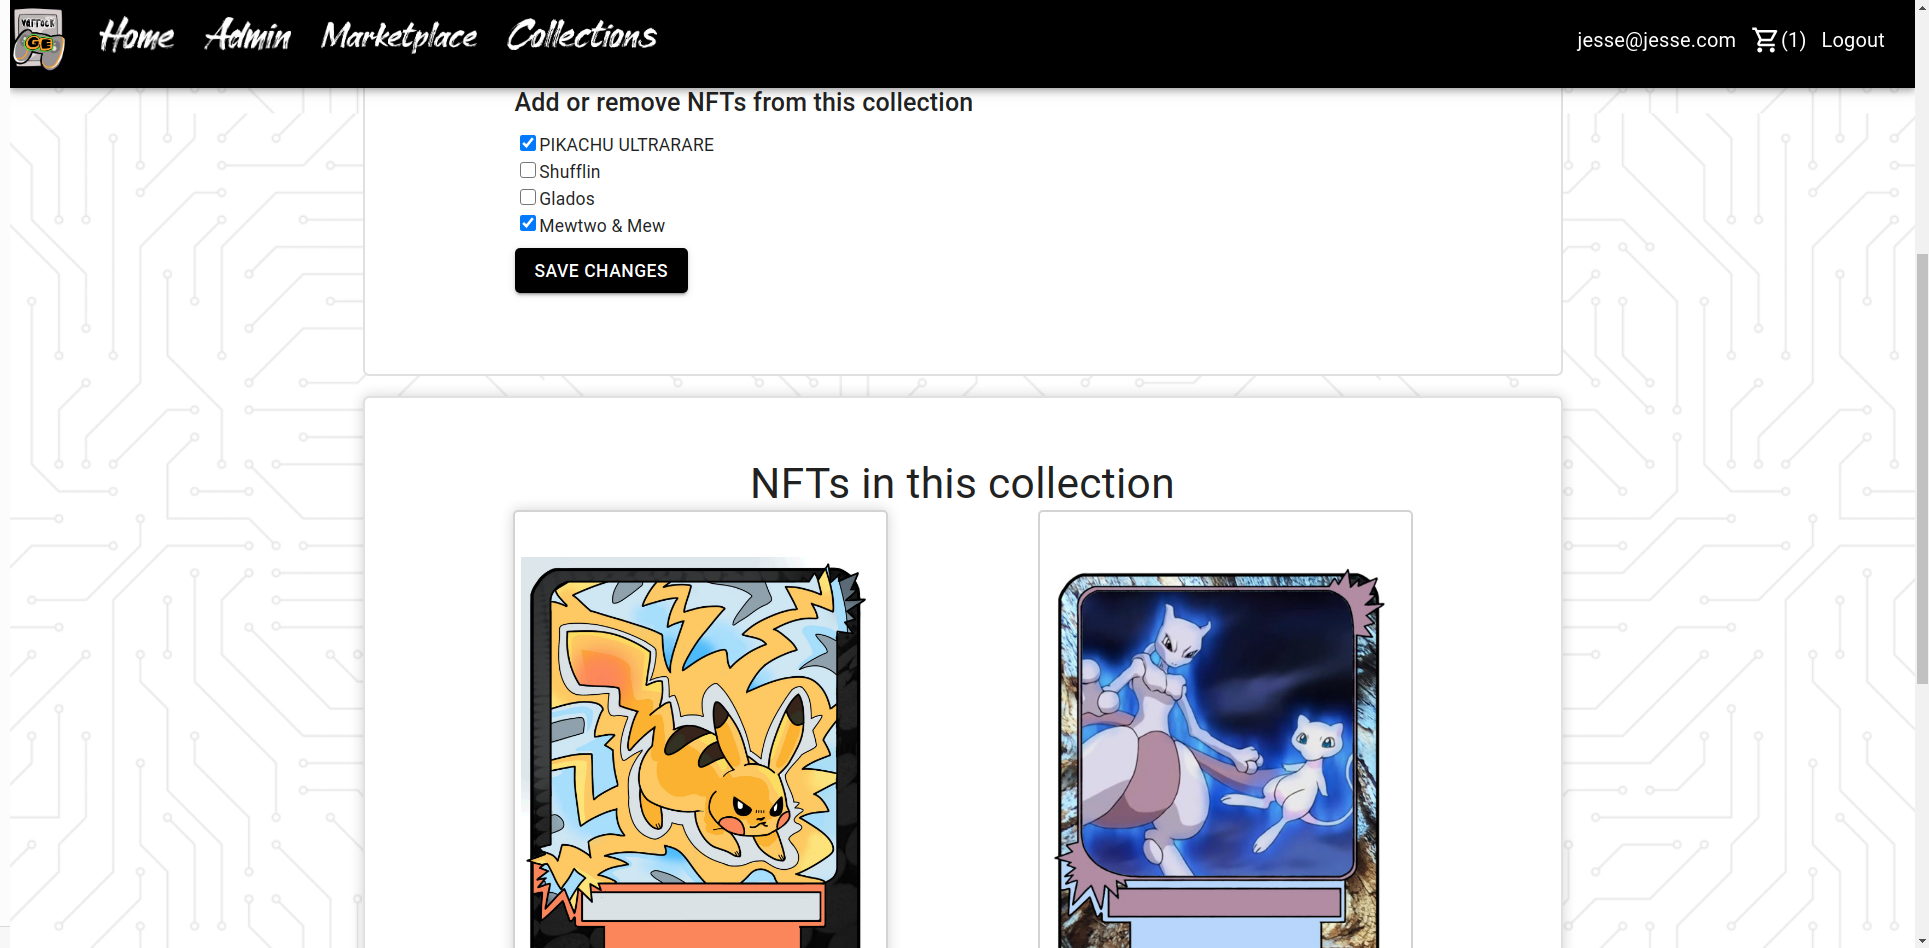 VARROCK
GE
Home Admin Marketplace Collections
jesse@jesse.com (1) Logout
Add or remove NFTs from this collection
PIKACHU ULTRARARE
Shufflin
Glados
Mewtwo & Mew
SAVE CHANGES
NFTs in this collection